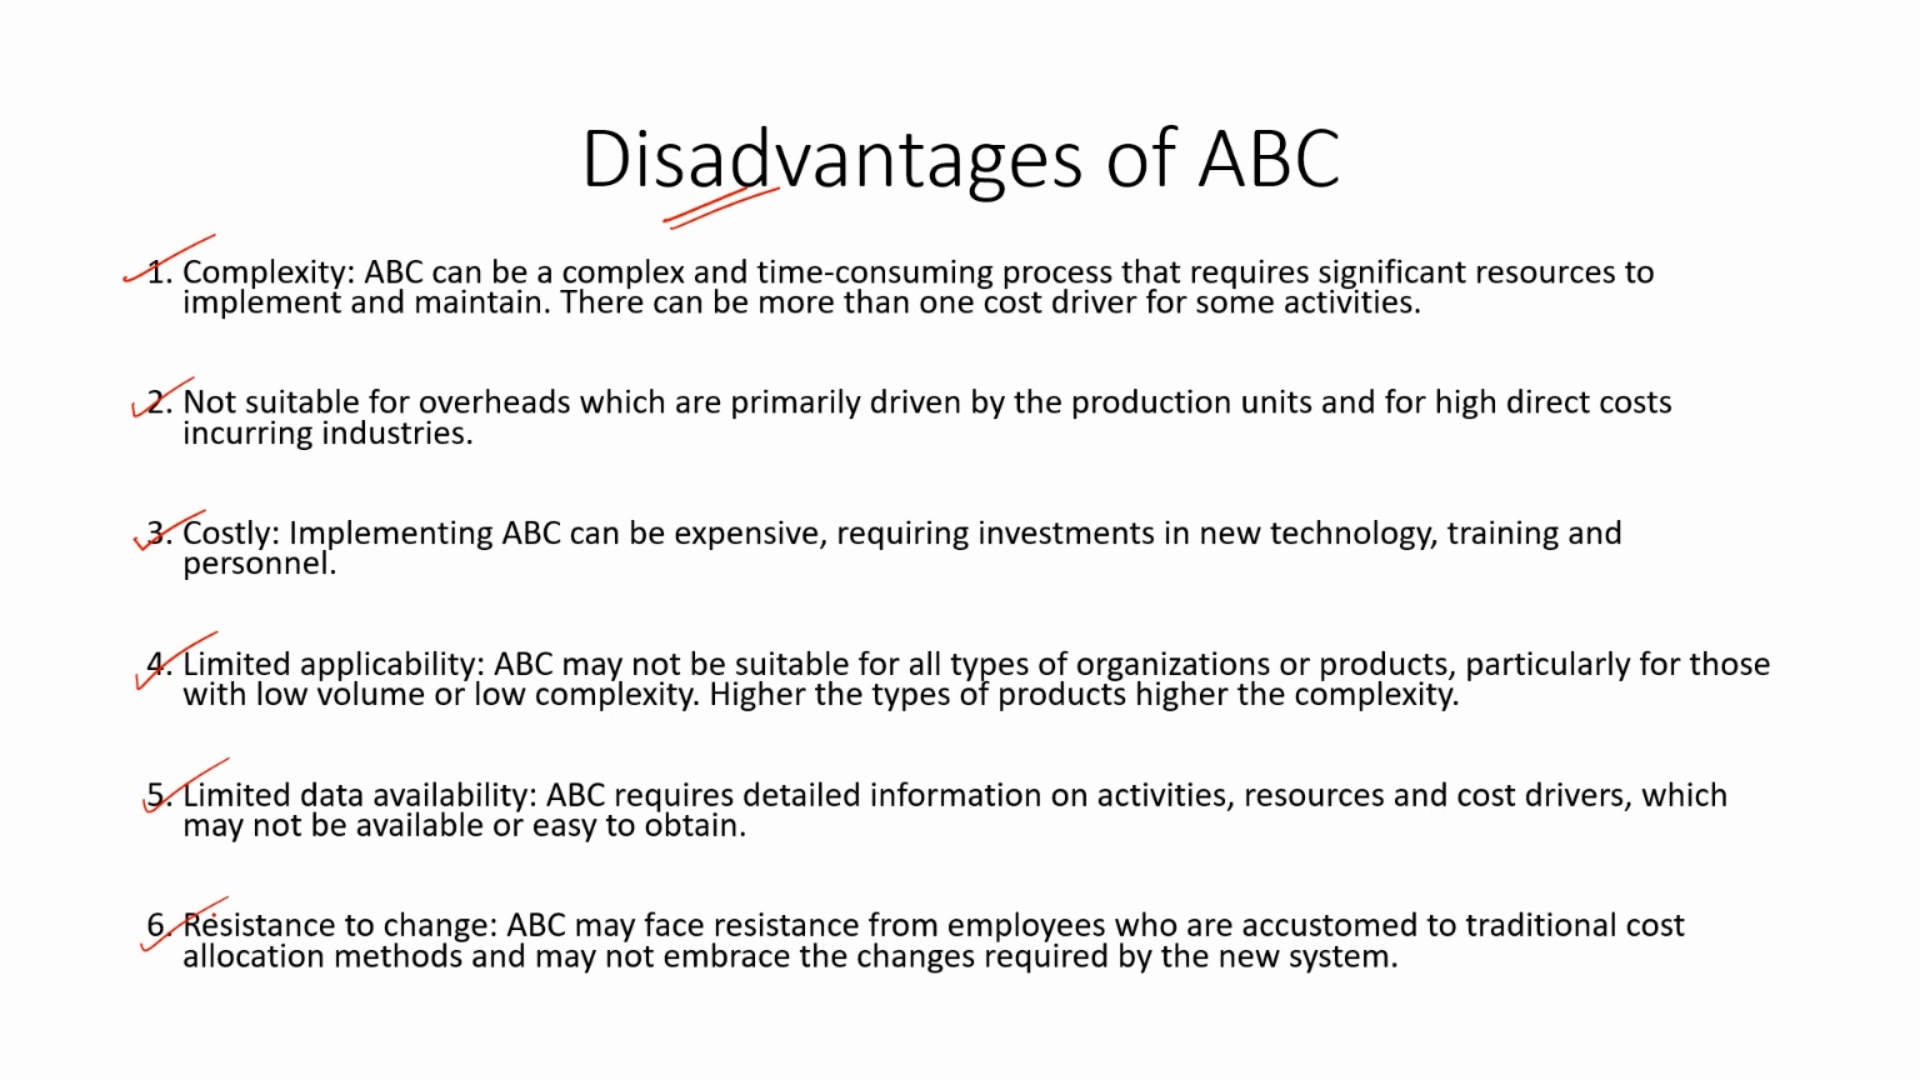 Disadvantages of ABC
1. Complexity: ABC can be a complex and time-consuming process that requires significant resources to
implement and maintain. There can be more than one cost driver for some activities.
2. Not suitable for overheads which are primarily driven by the production units and for high direct costs
incurring industries.
3. Costly: Implementing ABC can be expensive, requiring investments in new technology, training and
personnel.
4. Limited applicability: ABC may not be suitable for all types of organizations or products, particularly for those
with low volume or low complexity. Higher the types of products higher the complexity.
5. Limited data availability: ABC requires detailed information on activities, resources and cost drivers, which
may not be available or easy to obtain.
6. Resistance to change: ABC may face resistance from employees who are accustomed to traditional cost
allocation methods and may not embrace the changes required by the new system.